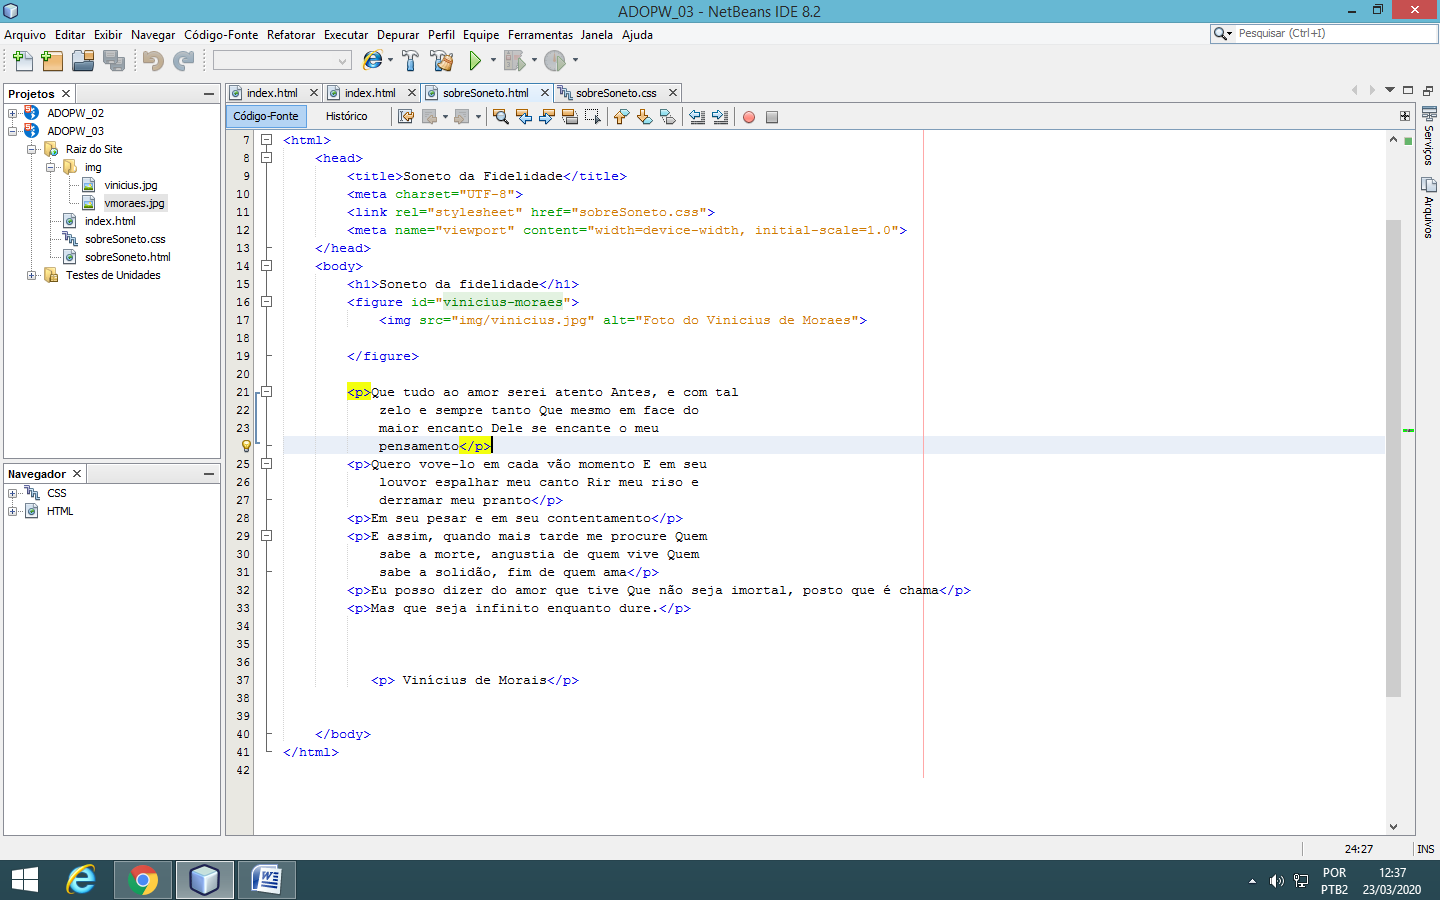 ADOPW_03 - NetBeans IDE 8.2
Arquivo Editar Exibir Navegar Código-Fonte Refatorar Executar Depurar Perfil Equipe Ferramentas Janela Ajuda
Pesquisar (Ctrl+I)
Projetos
ADOPW_02
ADOPW_03
Raiz do Site
img
vinicius.jpg
vmoraes.jpg
index.html
sobreSoneto.css
sobreSoneto.html
Testes de Unidades
Navegador
CSS
HTML
index.html index.html sobreSoneto.html sobreSoneto.css
Código-Fonte Histórico
7 <html>
8 <head>
9 <title>Soneto da Fidelidade</title>
10 <meta charset="UTF-8">
11 <link rel="stylesheet" href="sobreSoneto.css">
12 <meta name="viewport" content="width=device-width, initial-scale=1.0">
13 </head>
14 <body>
15 <h1>Soneto da fidelidade</h1>
16 <figure id="vinicius-moraes">
17 <img src="img/vinicius.jpg" alt="Foto do Vinicius de Moraes">
18
19 </figure>
20
21 <p>Que tudo ao amor serei atento Antes, e com tal
22 zelo e sempre tanto Que mesmo em face do
23 maior encanto Dele se encante o meu
pensamento</p>
25 <p>Quero vove-lo em cada vão momento E em seu
26 louvor espalhar meu canto Rir meu riso e
27 derramar meu pranto</p>
28 <p>Em seu pesar e em seu contentamento</p>
29 <p>E assim, quando mais tarde me procure Quem
30 sabe a morte, angustia de quem vive Quem
31 sabe a solidão, fim de quem ama</p>
32 <p>Eu posso dizer do amor que tive Que não seja imortal, posto que é chama</p>
33 <p>Mas que seja infinito enquanto dure.</p>
34
35
36
37 <p> Vinícius de Morais</p>
38
39
40 </body>
41 </html>
42
Serviços
Arquivos
24:27 INS
POR
PTB2
12:37
23/03/2020